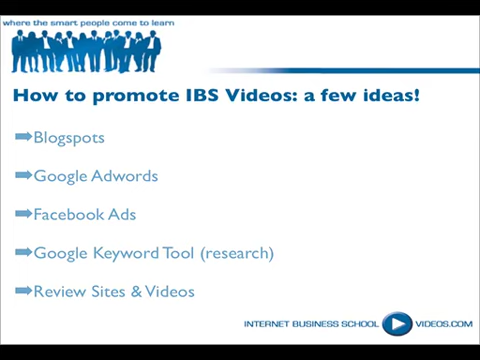 where the smart people come to learn
How to promote IBS Videos: a few ideas!
Blogspots
Google Adwords
Facebook Ads
Google Keyword Tool (research)
Review Sites & Videos
INTERNET BUSINESS SCHOOL VIDEOS.COM